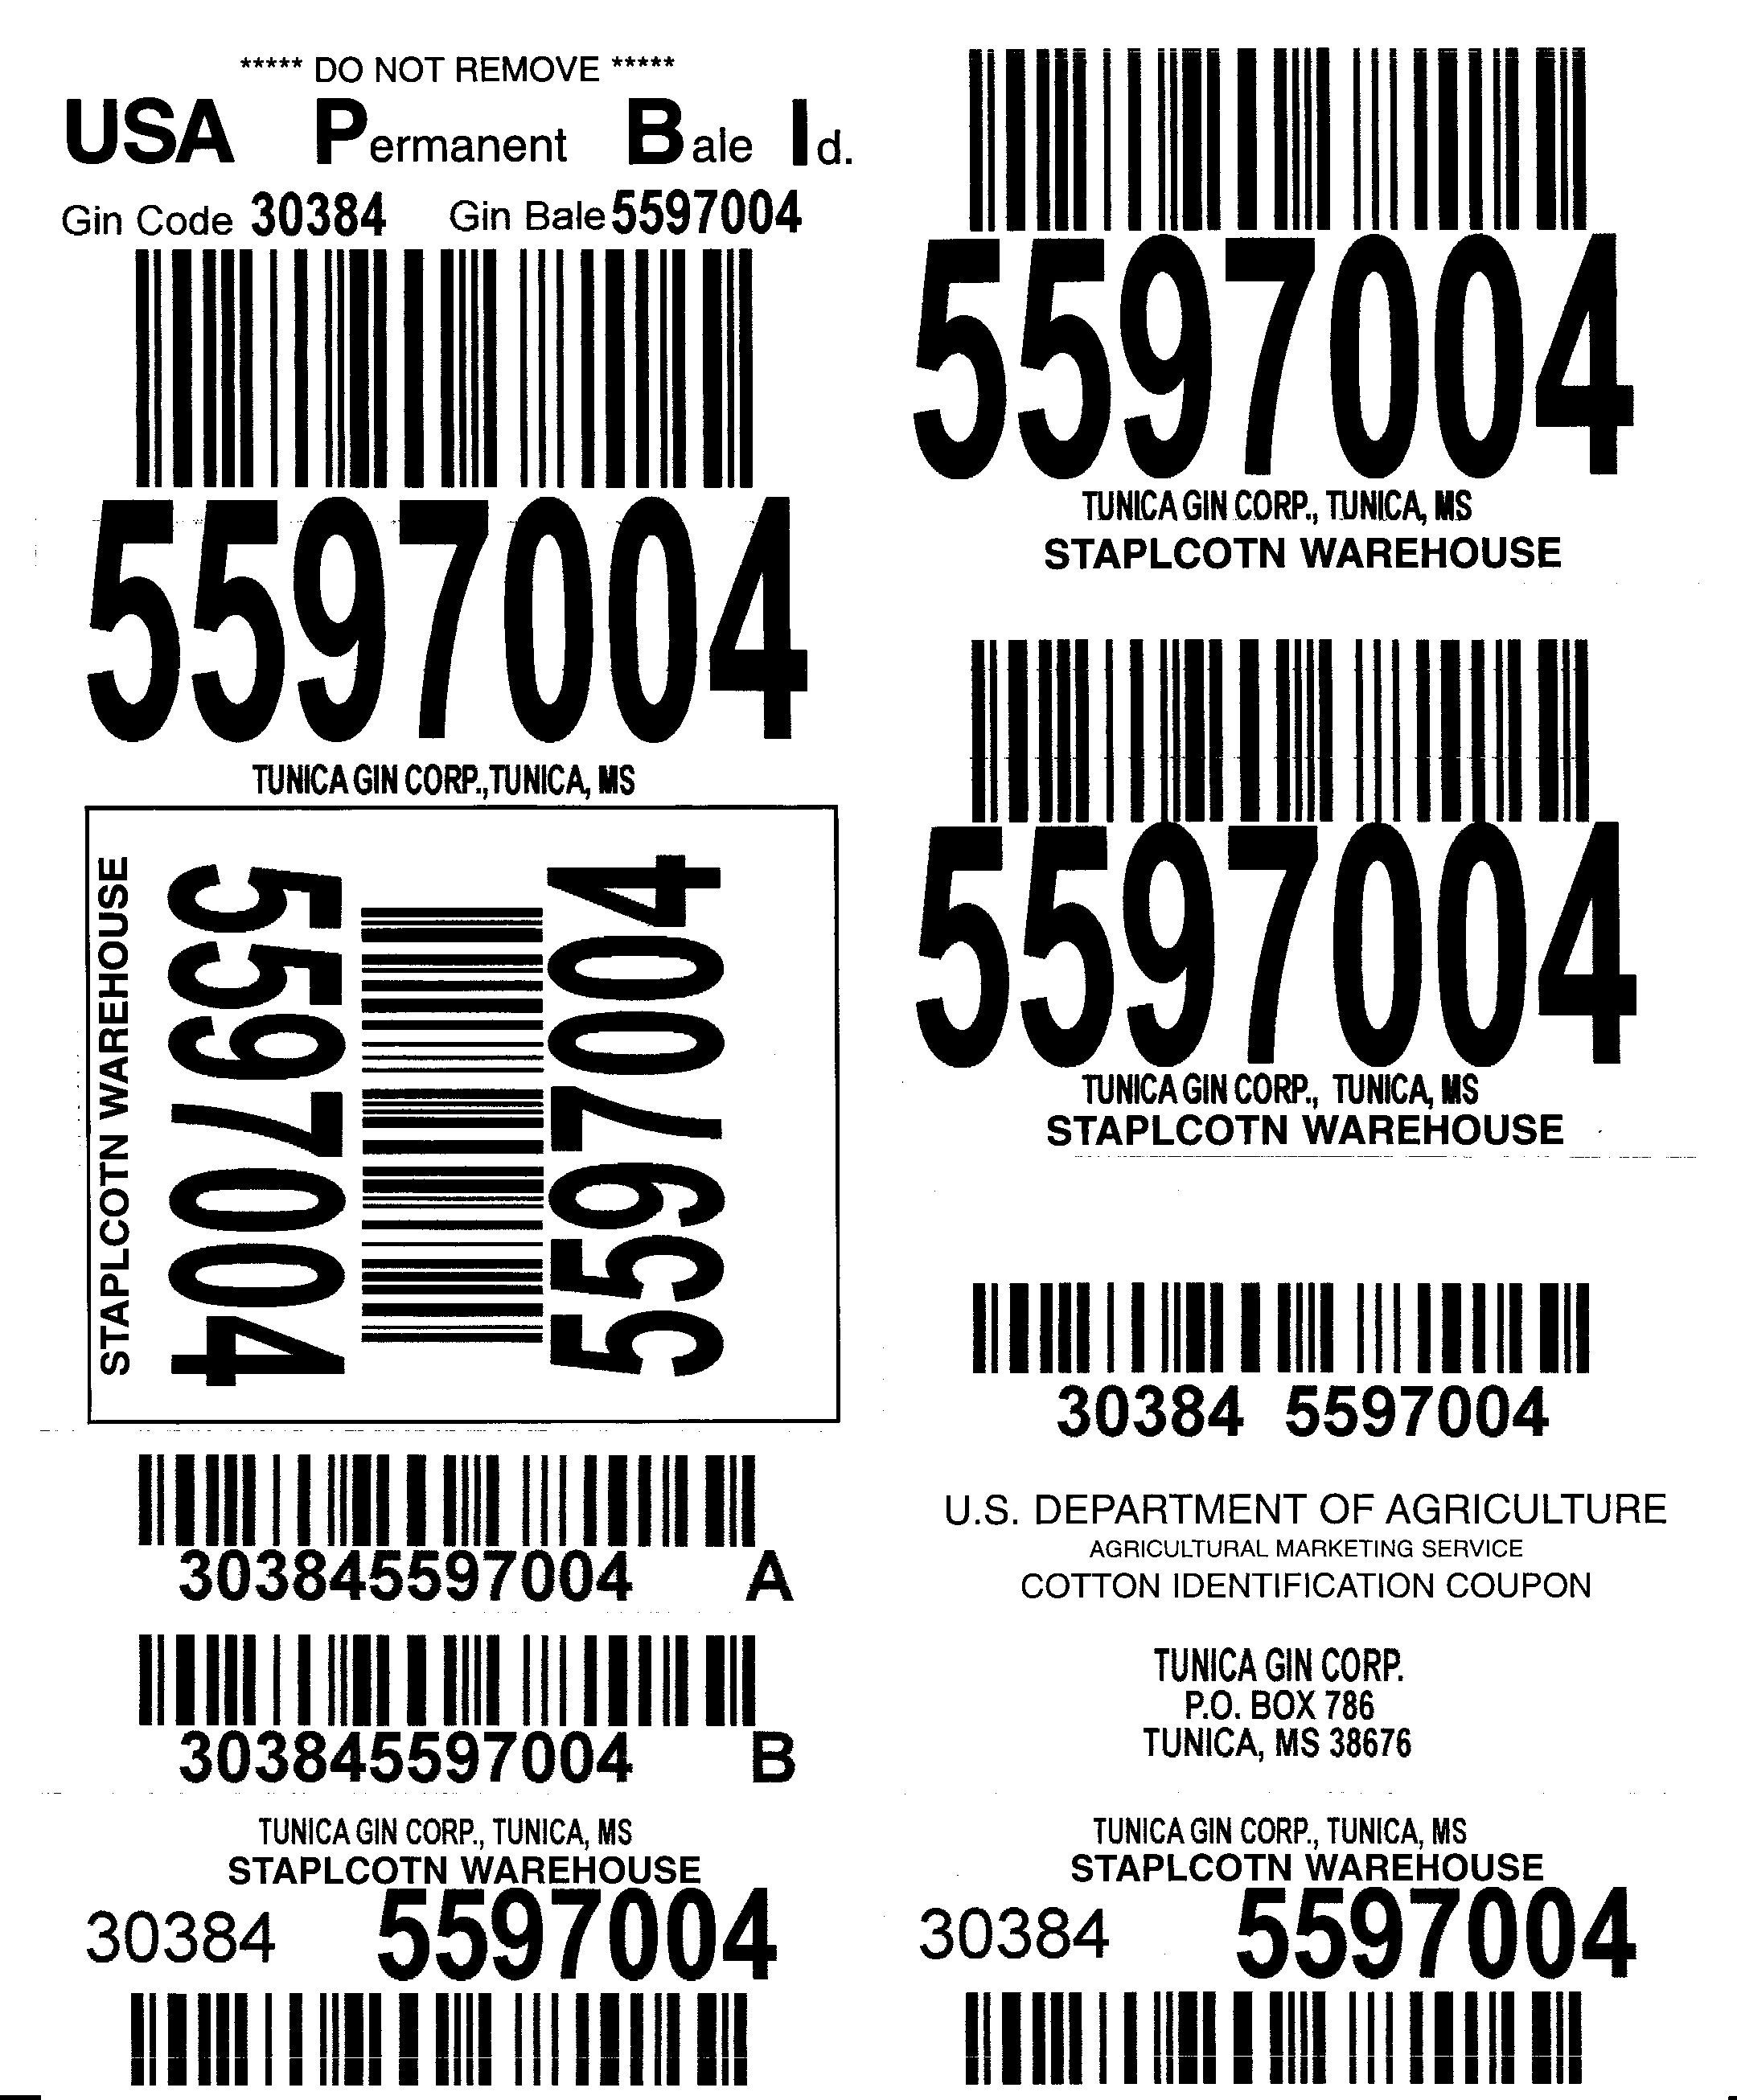 ***** DO NOT REMOVE *****
USA Permanent Bale Id.
Gin Code 30384 Gin Bale 5597004
5597004
TUNICA GIN CORP., TUNICA, MS
STAPLCOTN WAREHOUSE
5597004
5597004
303845597004 A
303845597004 B
TUNICA GIN CORP., TUNICA, MS
STAPLCOTN WAREHOUSE
30384 5597004
5597004
TUNICA GIN CORP., TUNICA, MS
STAPLCOTN WAREHOUSE
5597004
TUNICA GIN CORP., TUNICA, MS
STAPLCOTN WAREHOUSE
30384 5597004
U.S. DEPARTMENT OF AGRICULTURE
AGRICULTURAL MARKETING SERVICE
COTTON IDENTIFICATION COUPON
TUNICA GIN CORP.
P.O. BOX 786
TUNICA, MS 38676
TUNICA GIN CORP., TUNICA, MS
STAPLCOTN WAREHOUSE
30384 5597004